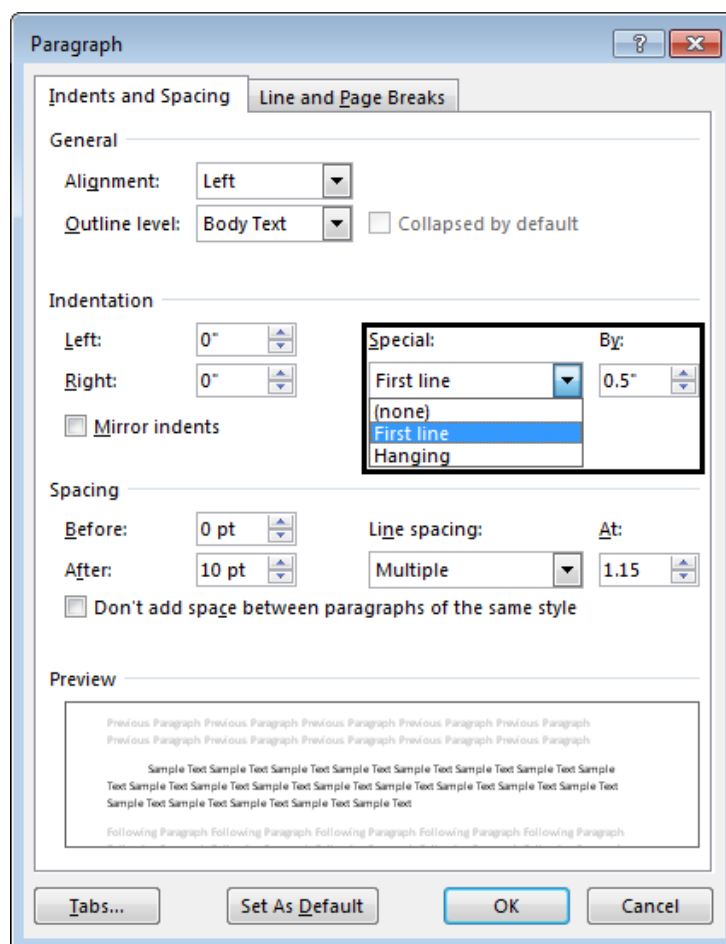 Paragraph
Indents and Spacing Line and Page Breaks
General
Alignment: Left
Outline level: Body Text Collapsed by default
Indentation
Left: 0" Special: By:
Right: 0" First line 0.5"
(none)
Mirror indents First line
Hanging
Spacing
Before: 0 pt Line spacing: At:
After: 10 pt Multiple 1.15
Don't add space between paragraphs of the same style
Preview
Previous Paragraph Previous Paragraph Previous Paragraph Previous Paragraph Previous Paragraph
Previous Paragraph Previous Paragraph Previous Paragraph Previous Paragraph Previous Paragraph
Sample Text Sample Text Sample Text Sample Text Sample Text Sample Text Sample Text Sample
Text Sample Text Sample Text Sample Text Sample Text Sample Text Sample Text Sample Text
Sample Text Sample Text Sample Text Sample Text Sample Text
Following Paragraph Following Paragraph Following Paragraph Following Paragraph Following Paragraph
Tabs... Set As Default OK Cancel